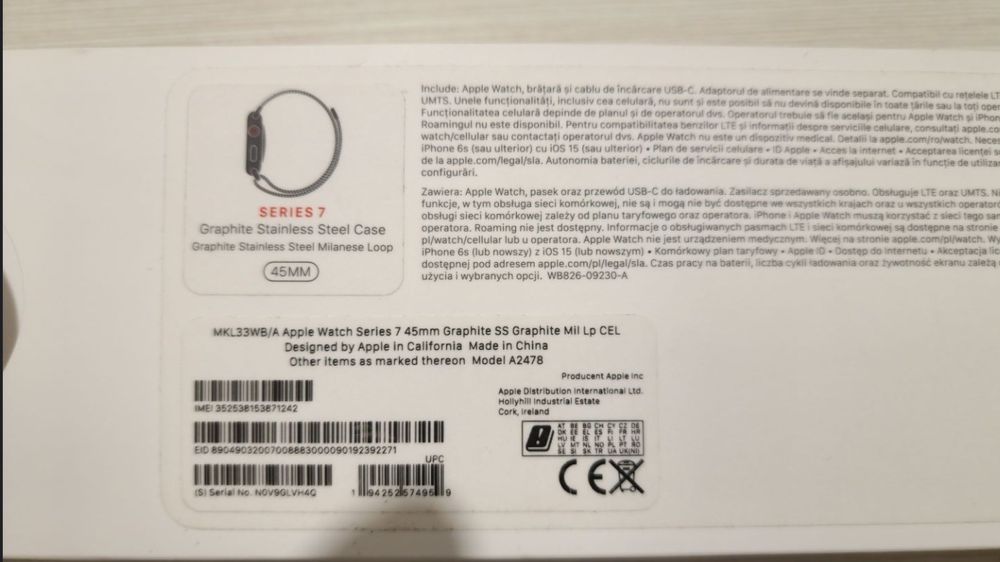 SERIES 7
Graphite Stainless Steel Case
Graphite Stainless Steel Milanese Loop
45MM
Include: Apple Watch, brățară și cablu de încărcare USB-C. Adaptorul de alimentare se vinde separat. Compatibil cu rețelele LT
UMTS. Unele funcționalități, inclusiv cea celulară, nu sunt și este posibil să nu devină disponibile în toate țările sau la toți oper
Funcționalitatea celulară depinde de planul și de operatorul dvs. Operatorul trebuie să fie același pentru Apple Watch și iPhon
Roamingul nu este disponibil. Pentru compatibilitatea benzilor LTE și informații despre serviciile celulare, consultați apple.co
watch/cellular sau contactați operatorul dvs. Apple Watch nu este un dispozitiv medical. Detalii la apple.com/ro/watch. Neces
iPhone 6s (sau ulterior) cu iOS 15 (sau ulterior) • Plan de servicii celulare • ID Apple • Acces la internet • Acceptarea licenței s
de la apple.com/legal/sla. Autonomia bateriei, ciclurile de încărcare și durata de viață a afișajului variază în funcție de utilizar
configurări.
Zawiera: Apple Watch, pasek oraz przewód USB-C do ładowania. Zasilacz sprzedawany osobno. Obsługuje LTE oraz UMTS. Ni
funkcje, w tym obsługa sieci komórkowej, nie są i mogą nie być dostępne we wszystkich krajach oraz u wszystkich operato
obsługi sieci komórkowej zależy od planu taryfowego oraz operatora. iPhone i Apple Watch muszą korzystać z sieci tego sam
operatora. Roaming nie jest dostępny. Informacje o obsługiwanych pasmach LTE i sieci komórkowej są dostępne na stronie
pl/watch/cellular lub u operatora. Apple Watch nie jest urządzeniem medycznym. Więcej na stronie apple.com/pl/watch. Wy
iPhone 6s (lub nowszy) z iOS 15 (lub nowszym) • Komórkowy plan taryfowy • Apple ID • Dostęp do Internetu • Akceptacja lic
dostępnej pod adresem apple.com/pl/legal/sla. Czas pracy na baterii, liczba cykli ładowania oraz żywotność ekranu zależą o
użycia i wybranych opcji. WB826-09230-A
MKL33WB/A Apple Watch Series 7 45mm Graphite SS Graphite Mil Lp CEL
Designed by Apple in California Made in China
Other items as marked thereon Model A2478
Producent Apple Inc
Apple Distribution International Ltd.
Hollyhill Industrial Estate
Cork, Ireland
IMEI 352538153871242
EID 89049032007008883000090192392271
UPC
(S) Serial No. N0V9GLVH4Q
1 94252 57495 9
AT BE BG CH CY CZ DE
DK EE EL ES FI FR HR
HU IE IS IT LI LT LU
LV MT NL NO PL PT RO
SE SI SK TR UA UK(NI)
CE